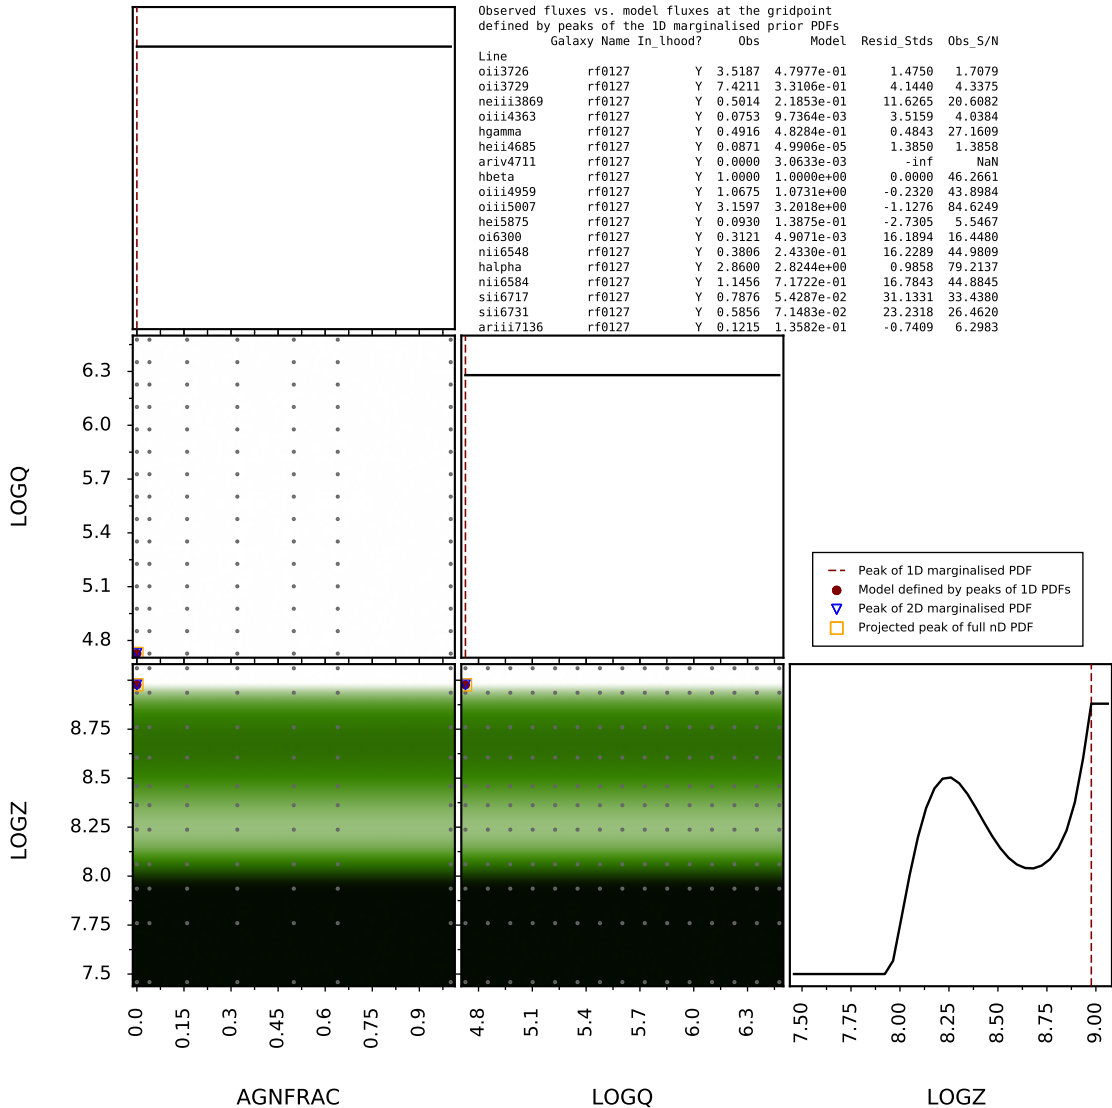 Observed fluxes vs. model fluxes at the gridpoint
defined by peaks of the 1D marginalised prior PDFs
Galaxy Name In_lhood? Obs Model Resid_Stds Obs_S/N
Line
oii3726 rf0127 Y 3.5187 4.7977e-01 1.4750 1.7079
oii3729 rf0127 Y 7.4211 3.3106e-01 4.1440 4.3375
neiii3869 rf0127 Y 0.5014 2.1853e-01 11.6265 20.6082
oiii4363 rf0127 Y 0.0753 9.7364e-03 3.5159 4.0384
hgamma rf0127 Y 0.4916 4.8284e-01 0.4843 27.1609
heii4685 rf0127 Y 0.0871 4.9906e-05 1.3850 1.3858
ariv4711 rf0127 Y 0.0000 3.0633e-03 -inf NaN
hbeta rf0127 Y 1.0000 1.0000e+00 0.0000 46.2661
oiii4959 rf0127 Y 1.0675 1.0731e+00 -0.2320 43.8984
oiii5007 rf0127 Y 3.1597 3.2018e+00 -1.1276 84.6249
hei5875 rf0127 Y 0.0930 1.3875e-01 -2.7305 5.5467
oi6300 rf0127 Y 0.3121 4.9071e-03 16.1894 16.4480
nii6548 rf0127 Y 0.3806 2.4330e-01 16.2289 44.9809
halpha rf0127 Y 2.8600 2.8244e+00 0.9858 79.2137
nii6584 rf0127 Y 1.1456 7.1722e-01 16.7843 44.8845
sii6717 rf0127 Y 0.7876 5.4287e-02 31.1331 33.4380
sii6731 rf0127 Y 0.5856 7.1483e-02 23.2318 26.4620
ariii7136 rf0127 Y 0.1215 1.3582e-01 -0.7409 6.2983
LOGQ
6.3
6.0
5.7
5.4
5.1
4.8
Peak of 1D marginalised PDF
Model defined by peaks of 1D PDFs
Peak of 2D marginalised PDF
Projected peak of full nD PDF
LOGZ
8.75
8.5
8.25
8.0
7.75
7.5
0.0 0.15 0.3 0.45 0.6 0.75 0.9
4.8 5.1 5.4 5.7 6.0 6.3
7.50 7.75 8.00 8.25 8.50 8.75 9.00
AGNFRAC
LOGQ
LOGZ